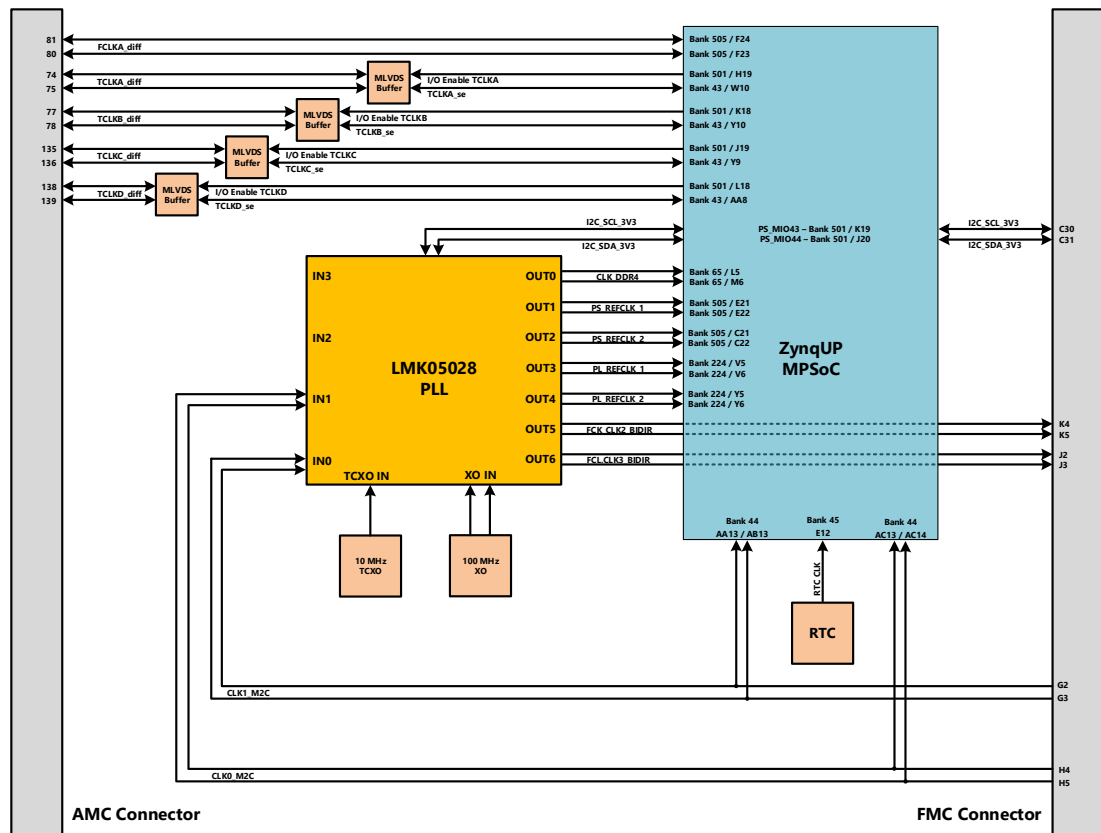 81
FCLKA_diff
80
Bank 505 / F24
Bank 505 / F23
74
TCLKA_diff
75
MLVDS
Buffer
I/O Enable TCLKA
TCLKA_se
Bank 501 / H19
Bank 43 / W10
77
TCLKB_diff
78
MLVDS
Buffer
I/O Enable TCLKB
TCLKB_se
Bank 501 / K18
Bank 43 / Y10
135
TCLKC_diff
136
MLVDS
Buffer
I/O Enable TCLKC
TCLKC_se
Bank 501 / J19
Bank 43 / Y9
138
TCLKD_diff
139
MLVDS
Buffer
I/O Enable TCLKD
TCLKD_se
Bank 501 / L18
Bank 43 / AA8
I2C_SCL_3V3
I2C_SDA_3V3
PS_MIO43 – Bank 501 / K19
PS_MIO44 – Bank 501 / J20
I2C_SCL_3V3
I2C_SDA_3V3
C30
C31
IN3
IN2
IN1
IN0
LMK05028
PLL
TCXO IN
XO IN
OUT0
OUT1
OUT2
OUT3
OUT4
OUT5
OUT6
CLK_DDR4
PS_REFCLK_1
PS_REFCLK_2
PL_REFCLK_1
PL_REFCLK_2
FCK_CLK2_BIDIR
FCL.CLK3_BIDIR
Bank 65 / L5
Bank 65 / M6
Bank 505 / E21
Bank 505 / E22
Bank 505 / C21
Bank 505 / C22
Bank 224 / V5
Bank 224 / V6
Bank 224 / Y5
Bank 224 / Y6
ZynqUP
MPSoC
K4
K5
J2
J3
10 MHz
TCXO
100 MHz
XO
Bank 44
AA13 / AB13
Bank 45
E12
Bank 44
AC13 / AC14
RTC CLK
RTC
CLK1_M2C
G2
G3
CLK0_M2C
H4
H5
AMC Connector
FMC Connector